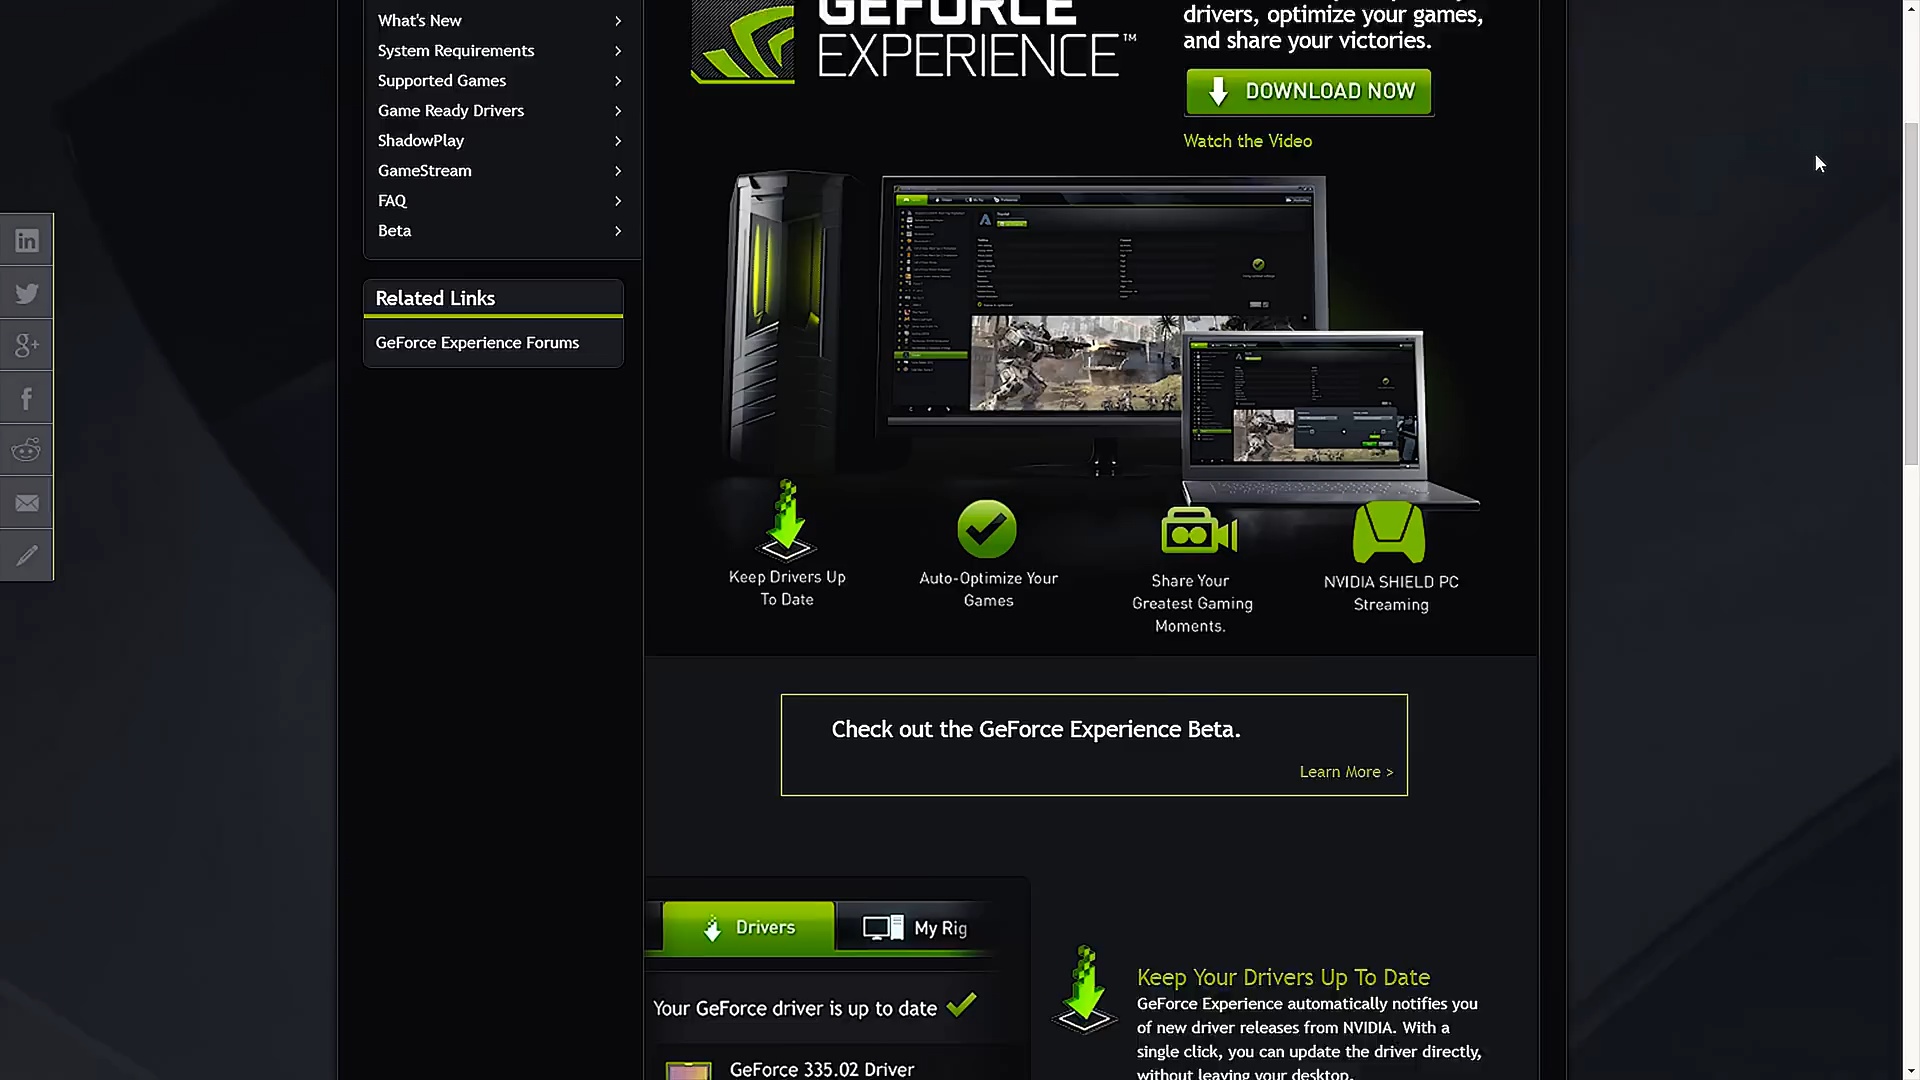 What's New
System Requirements
Supported Games
Game Ready Drivers
ShadowPlay
GameStream
FAQ
Beta
Related Links
GeForce Experience Forums
GEFORCE
EXPERIENCE™
drivers, optimize your games,
and share your victories.
DOWNLOAD NOW
Watch the Video
Keep Drivers Up
To Date
Auto-Optimize Your
Games
Share Your
Greatest Gaming
Moments.
NVIDIA SHIELD PC
Streaming
Check out the GeForce Experience Beta.
Learn More >
Drivers
My Rig
Your GeForce driver is up to date
GeForce 335.02 Driver
Keep Your Drivers Up To Date
GeForce Experience automatically notifies you
of new driver releases from NVIDIA. With a
single click, you can update the driver directly,
without leaving your desktop.